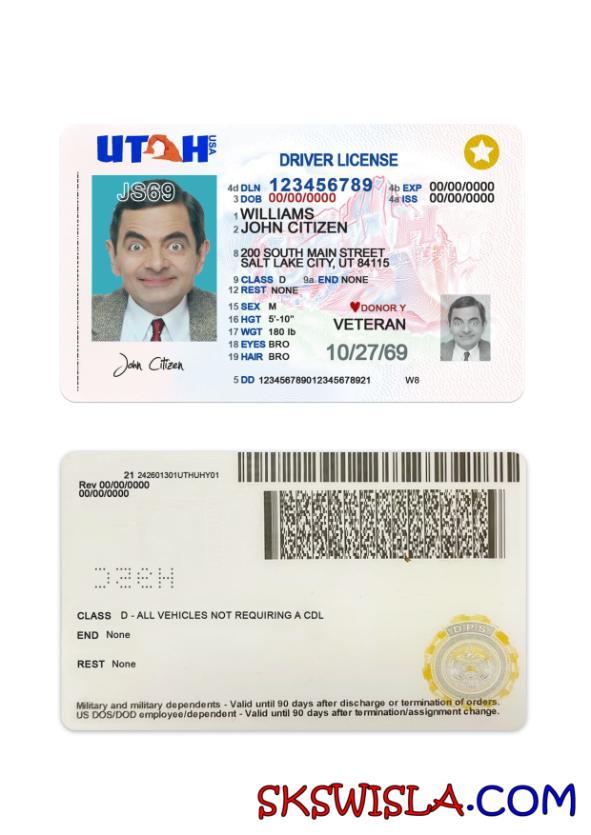 UTAH USA
DRIVER LICENSE
JS69
4d DLN 123456789 4b EXP 00/00/0000
3 DOB 00/00/0000 4a ISS 00/00/0000
1 WILLIAMS
2 JOHN CITIZEN
8 200 SOUTH MAIN STREET
SALT LAKE CITY, UT 84115
9 CLASS D 9a END NONE
12 REST NONE
15 SEX M
DONOR Y
16 HGT 5'-10"
VETERAN
17 WGT 180 lb
18 EYES BRO
19 HAIR BRO
10/27/69
John Citizen
5 DD 123456789012345678921 W8
21 242601301UTHUHY01
Rev 00/00/0000
00/00/0000
CLASS D - ALL VEHICLES NOT REQUIRING A CDL
END None
REST None
D.P.S.
Military and military dependents - Valid until 90 days after discharge or termination of orders.
US DOS/DOD employee/dependent - Valid until 90 days after termination/assignment change.
SKSWISLA.COM